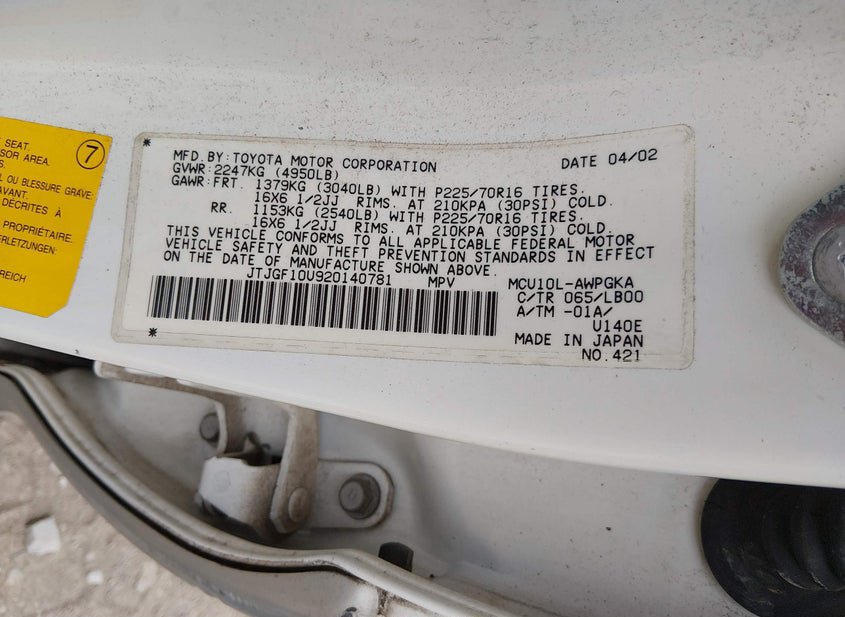 SEAT.
SOR AREA.
S.
7
OU BLESSURE GRAVE:
AVANT.
DÉCRITES À
PROPRIÉTAIRE.
ERLETZUNGEN:
BEREICH
* MFD.BY:TOYOTA MOTOR CORPORATION DATE 04/02
GVWR:2247KG (4950LB)
GAWR:FRT. 1379KG (3040LB) WITH P225/70R16 TIRES.
16X6 1/2JJ RIMS. AT 210KPA (30PSI) COLD.
RR. 1153KG (2540LB) WITH P225/70R16 TIRES.
16X6 1/2JJ RIMS. AT 210KPA (30PSI) COLD.
THIS VEHICLE CONFORMS TO ALL APPLICABLE FEDERAL MOTOR
VEHICLE SAFETY AND THEFT PREVENTION STANDARDS IN EFFECT
ON THE DATE OF MANUFACTURE SHOWN ABOVE.
JTJGF10U920140781 MPV MCU10L-AWPGKA
C/TR 065/LB00
A/TM -01A/
U140E
* MADE IN JAPAN
NO.421